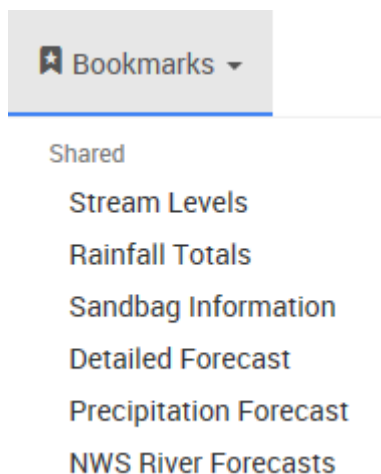 Bookmarks
Shared
Stream Levels
Rainfall Totals
Sandbag Information
Detailed Forecast
Precipitation Forecast
NWS River Forecasts